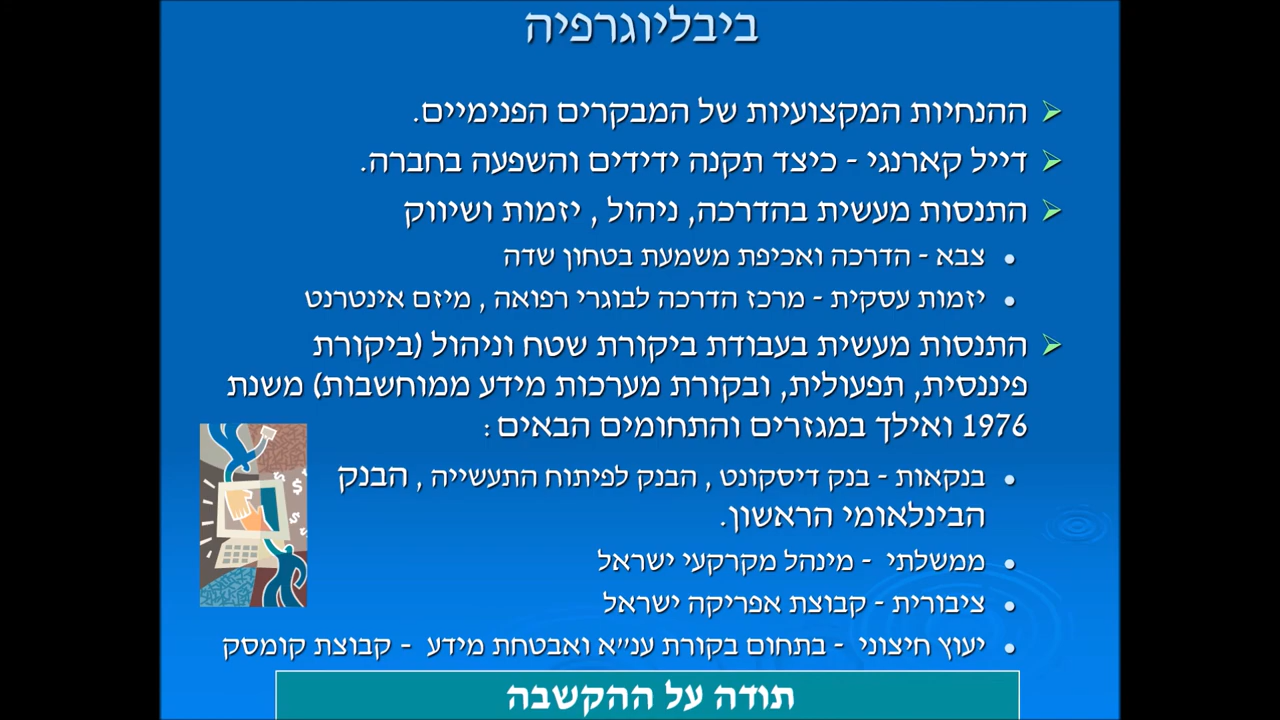 ביבליוגרפיה
ההנחיות המקצועיות של המבקרים הפנימיים.
דייל קארנגי - כיצד תקנה ידידים והשפעה בחברה.
התנסות מעשית בהדרכה, ניהול , יזמות ושיווק
צבא - הדרכה ואכיפת משמעת בטחון שדה
יזמות עסקית - מרכז הדרכה לבוגרי רפואה , מיזם אינטרנט
התנסות מעשית בעבודת ביקורת שטח וניהול (ביקורת
פיננסית, תפעולית, ובקורת מערכות מידע ממוחשבות) משנת
1976 ואילך במגזרים והתחומים הבאים :
בנקאות - בנק דיסקונט , הבנק לפיתוח התעשייה , הבנק
הבינלאומי הראשון.
ממשלתי - מינהל מקרקעי ישראל
ציבורית - קבוצת אפריקה ישראל
יעוץ חיצוני - בתחום בקורת ענ״א ואבטחת מידע - קבוצת קומסק
תודה על ההקשבה